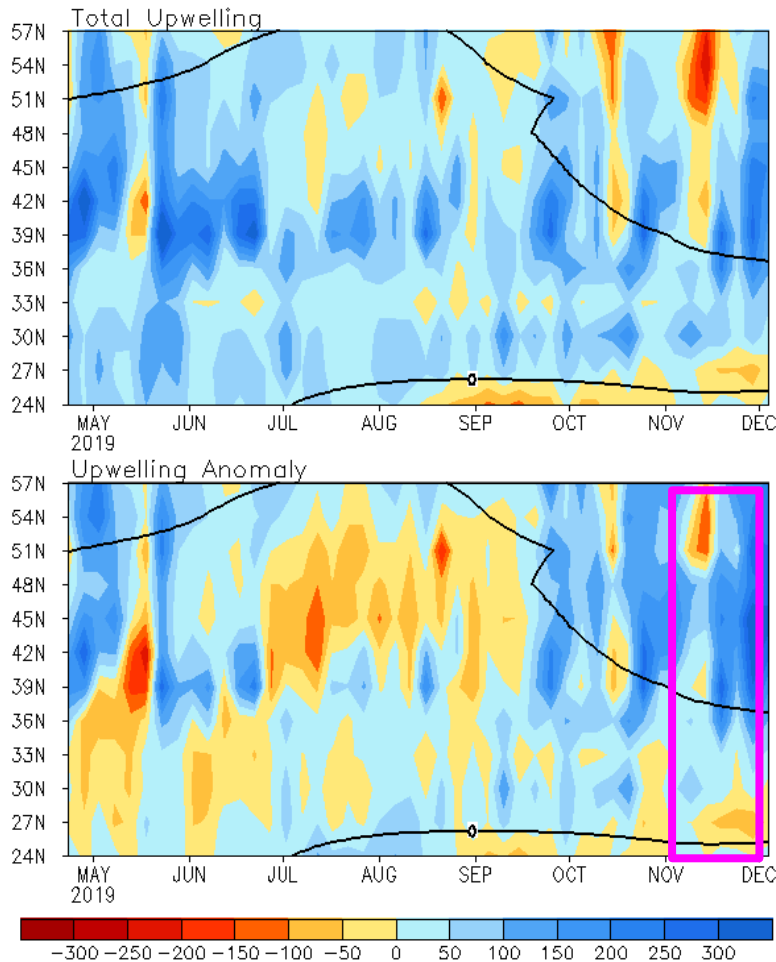 Total Upwelling
57N
54N
51N
48N
45N
42N
39N
36N
33N
30N
27N
24N
0
MAY JUN JUL AUG SEP OCT NOV DEC
2019
Upwelling Anomaly
57N
54N
51N
48N
45N
42N
39N
36N
33N
30N
27N
24N
0
MAY JUN JUL AUG SEP OCT NOV DEC
2019
-300 -250 -200 -150 -100 -50 0 50 100 150 200 250 300